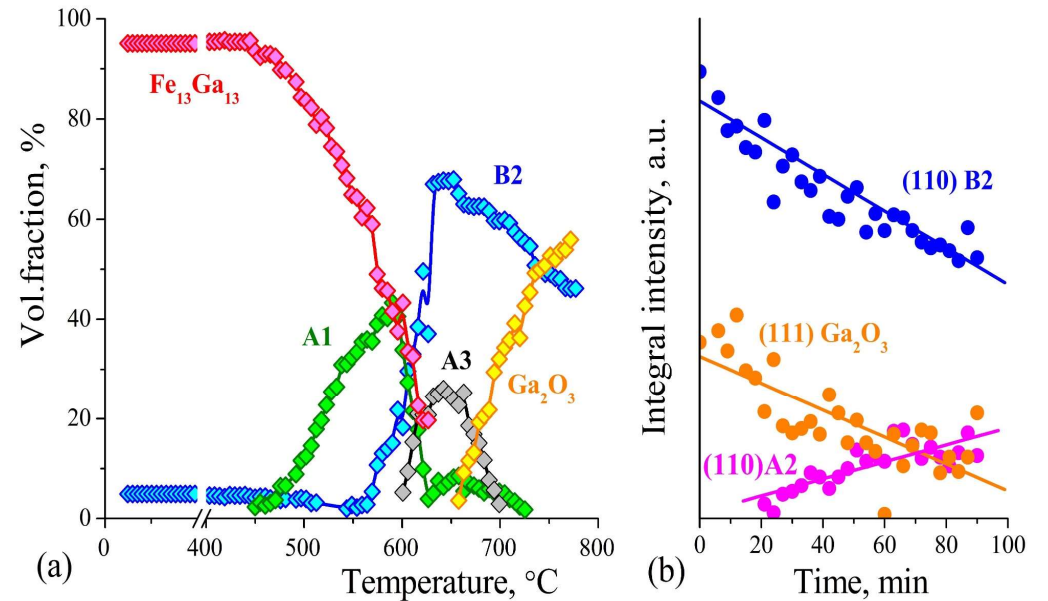 100
80
60
40
20
0
Vol.fraction, %
Fe₁₃Ga₁₃
A1
B2
A3
Ga₂O₃
0 400 500 600 700 800
(a) Temperature, °C
Integral intensity, a.u.
(110) B2
(111) Ga₂O₃
(110)A2
0 20 40 60 80 100
(b) Time, min